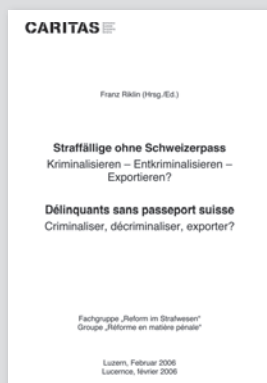 CARITAS
Franz Riklin (Hrsg./Ed.)
Straffällige ohne Schweizerpass
Kriminalisieren – Entkriminalisieren –
Exportieren?
Délinquants sans passeport suisse
Criminaliser, décriminaliser, exporter?
Fachgruppe „Reform im Strafwesen“
Groupe „Réforme en matière pénale“
Luzern, Februar 2006
Lucerne, février 2006